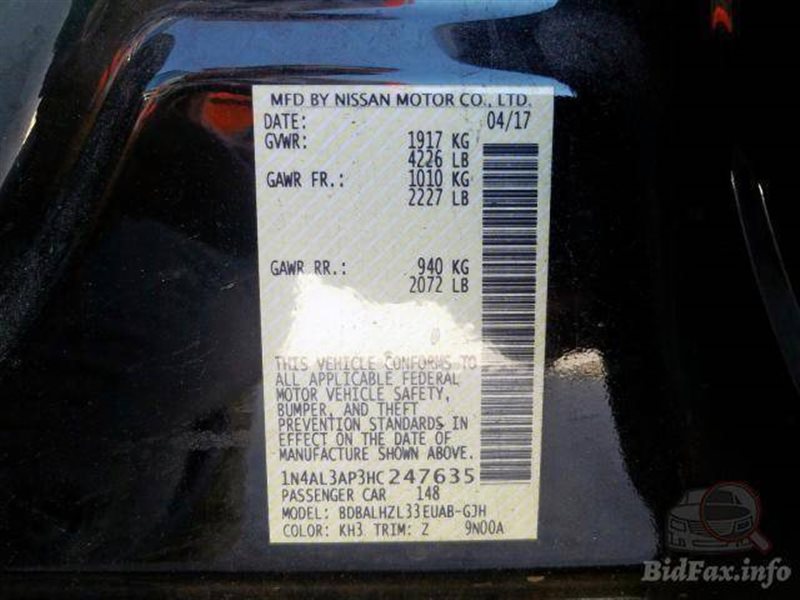 MFD BY NISSAN MOTOR CO., LTD.
DATE: 04/17
GVWR: 1917 KG
4226 LB
GAWR FR.: 1010 KG
2227 LB
GAWR RR.: 940 KG
2072 LB
THIS VEHICLE CONFORMS TO
ALL APPLICABLE FEDERAL
MOTOR VEHICLE SAFETY,
BUMPER, AND THEFT
PREVENTION STANDARDS IN
EFFECT ON THE DATE OF
MANUFACTURE SHOWN ABOVE.
1N4AL3AP3HC247635
PASSENGER CAR 148
MODEL: BDBALHZL33EUAB-GJH
COLOR: KH3 TRIM: Z 9N00A
BidFax.info